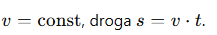 v = const, droga s = v · t.